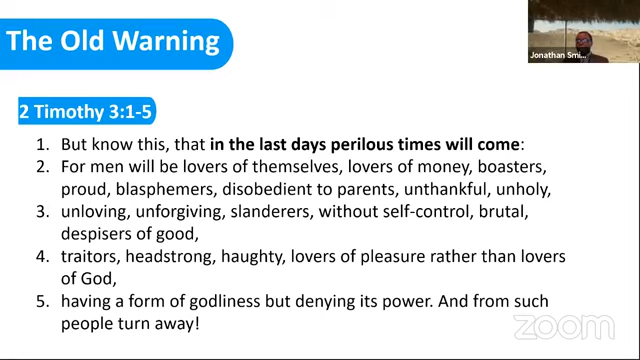 The Old Warning
Jonathan Smi...
2 Timothy 3:1-5
1. But know this, that in the last days perilous times will come:
2. For men will be lovers of themselves, lovers of money, boasters,
proud, blasphemers, disobedient to parents, unthankful, unholy,
3. unloving, unforgiving, slanderers, without self-control, brutal,
despisers of good,
4. traitors, headstrong, haughty, lovers of pleasure rather than lovers
of God,
5. having a form of godliness but denying its power. And from such
people turn away!
zoom